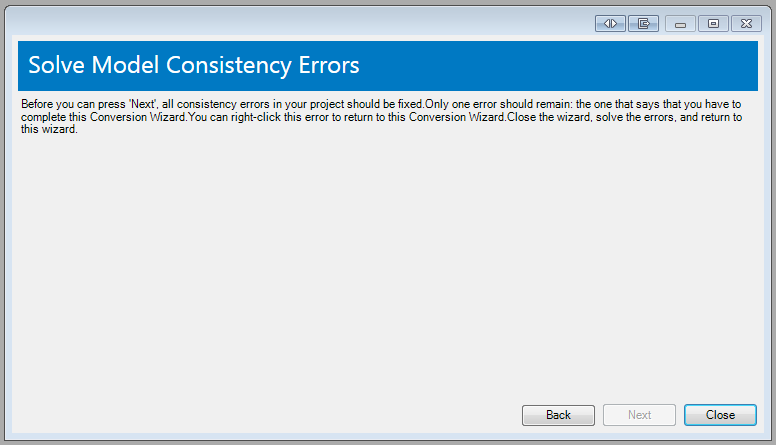 Solve Model Consistency Errors
Before you can press 'Next', all consistency errors in your project should be fixed.Only one error should remain: the one that says that you have to
complete this Conversion Wizard.You can right-click this error to return to this Conversion Wizard.Close the wizard, solve the errors, and return to
this wizard.
Back
Next
Close